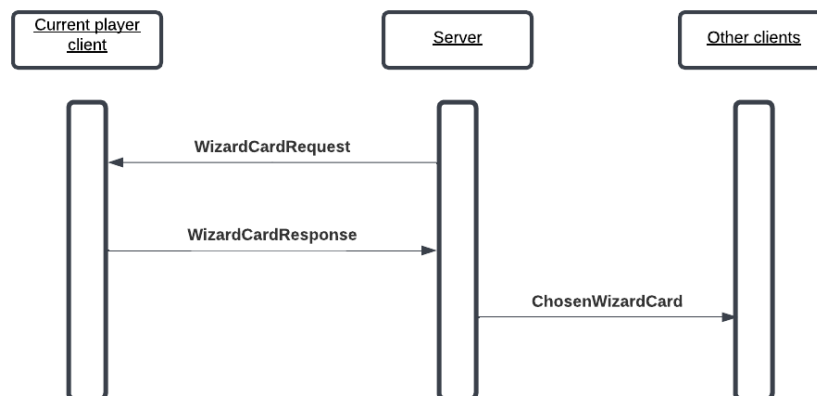 Current player
client
Server
Other clients
WizardCardRequest
WizardCardResponse
ChosenWizardCard